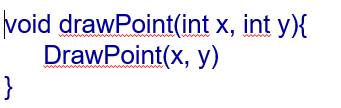 void drawPoint(int x, int y){
DrawPoint(x, y)
}